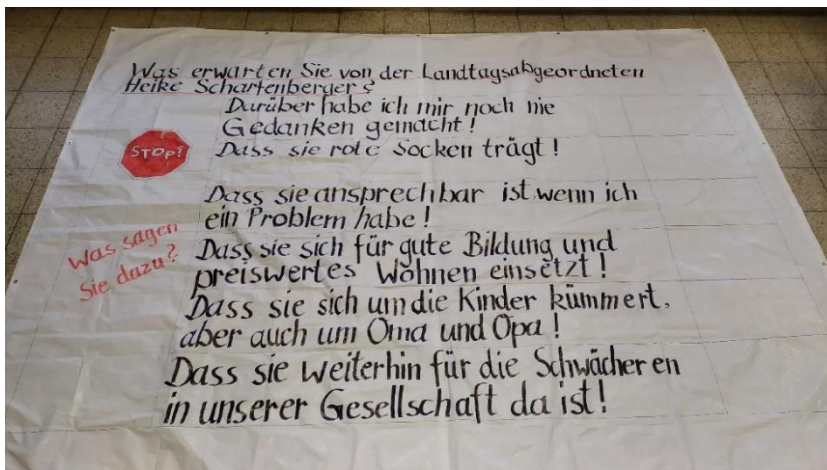 Was erwarten Sie von der Landtagsabgeordneten
Heike Scharfenberger?
Darüber habe ich mir noch nie
Gedanken gemacht!
STOP!
Dass sie rote Socken trägt!
Dass sie ansprechbar ist, wenn ich
ein Problem habe!
Was sagen
Sie dazu?
Dass sie sich für gute Bildung und
preiswertes Wohnen einsetzt!
Dass sie sich um die Kinder kümmert,
aber auch um Oma und Opa!
Dass sie weiterhin für die Schwächeren
in unserer Gesellschaft da ist!